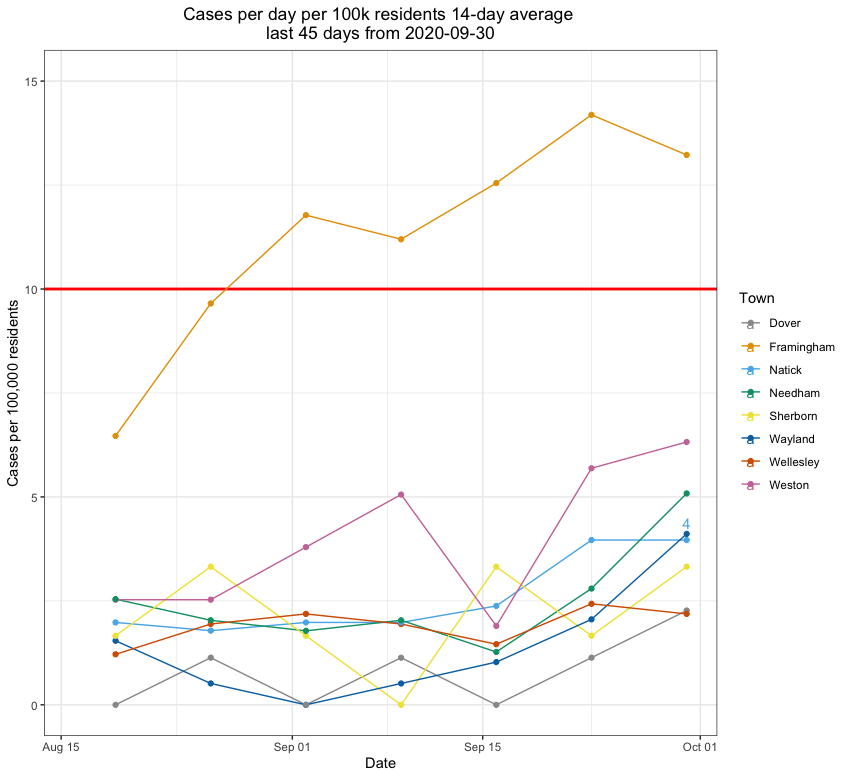 Cases per day per 100k residents 14-day average
last 45 days from 2020-09-30
Cases per 100,000 residents
15
10
5
0
4
Aug 15
Sep 01
Sep 15
Oct 01
Date
Town
a Dover
a Framingham
a Natick
a Needham
a Sherborn
a Wayland
a Wellesley
a Weston